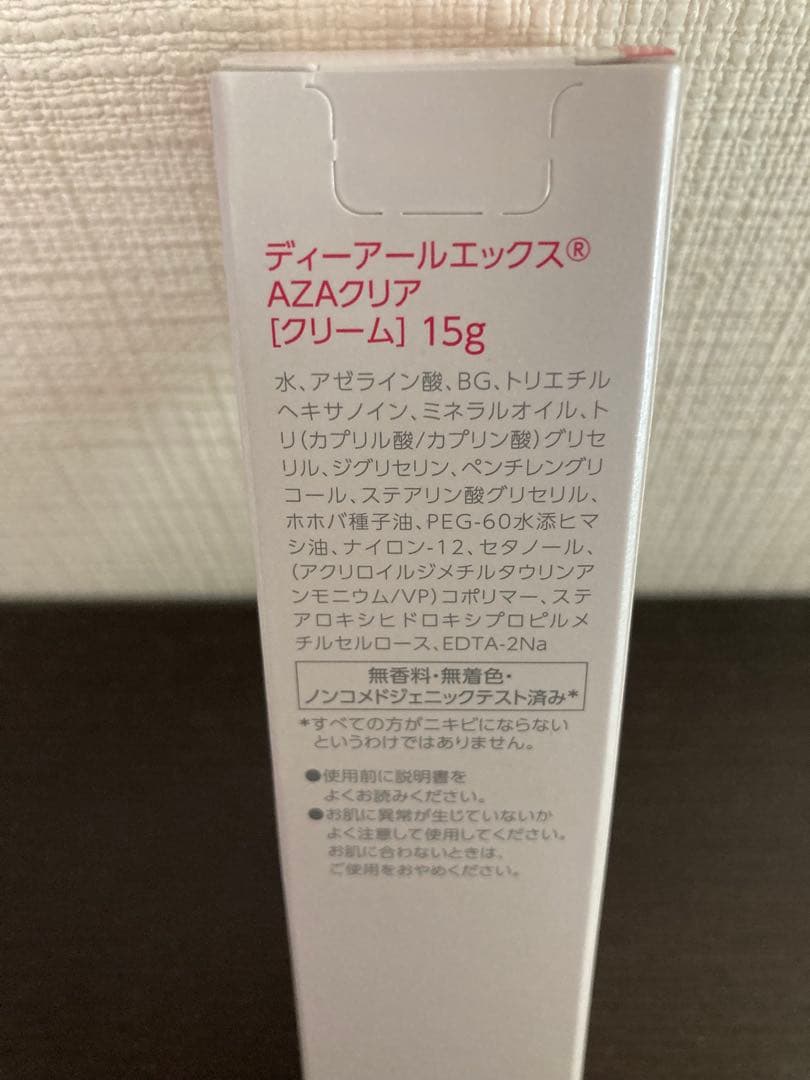 ディーアールエックス®
AZAクリア
[クリーム] 15g
水、アゼライン酸、BG、トリエチル
ヘキサノイン、ミネラルオイル、ト
リ(カプリル酸/カプリン酸)グリセ
リル、ジグリセリン、ペンチレングリ
コール、ステアリン酸グリセリル、
ホホバ種子油、PEG-60水添ヒマ
シ油、ナイロン-12、セタノール、
(アクリロイルジメチルタウリンア
ンモニウム/VP)コポリマー、ステ
アロキシヒドロキシプロピルメ
チルセルロース、EDTA-2Na
無香料・無着色・
ノンコメドジェニックテスト済み*
*すべての方がニキビにならない
というわけではありません。
●使用前に説明書を
よくお読みください。
●お肌に異常が生じていないか
よく注意して使用してください。
お肌に合わないときは、
ご使用をおやめください。